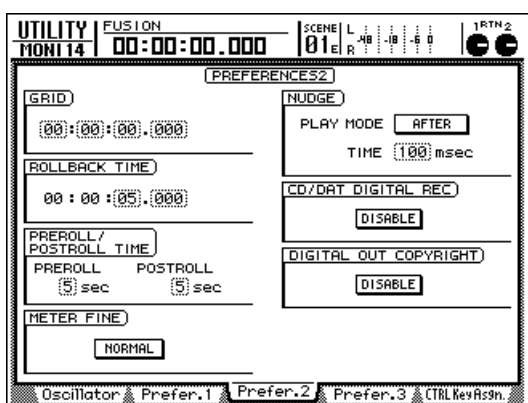 UTILITY FUSION SCENE L -48 -18 -6 0 1RTN2
MONI 14 00:00:00.000 01E R
PREFERENCES2
GRID
00:00:00.000
ROLLBACK TIME
00:00:05.000
PREROLL/
POSTROLL TIME
PREROLL POSTROLL
5 sec 5 sec
METER FINE
NORMAL
NUDGE
PLAY MODE AFTER
TIME 100 msec
CD/DAT DIGITAL REC
DISABLE
DIGITAL OUT COPYRIGHT
DISABLE
Oscillator Prefer.1 Prefer.2 Prefer.3 CTRL KeyAsgn.